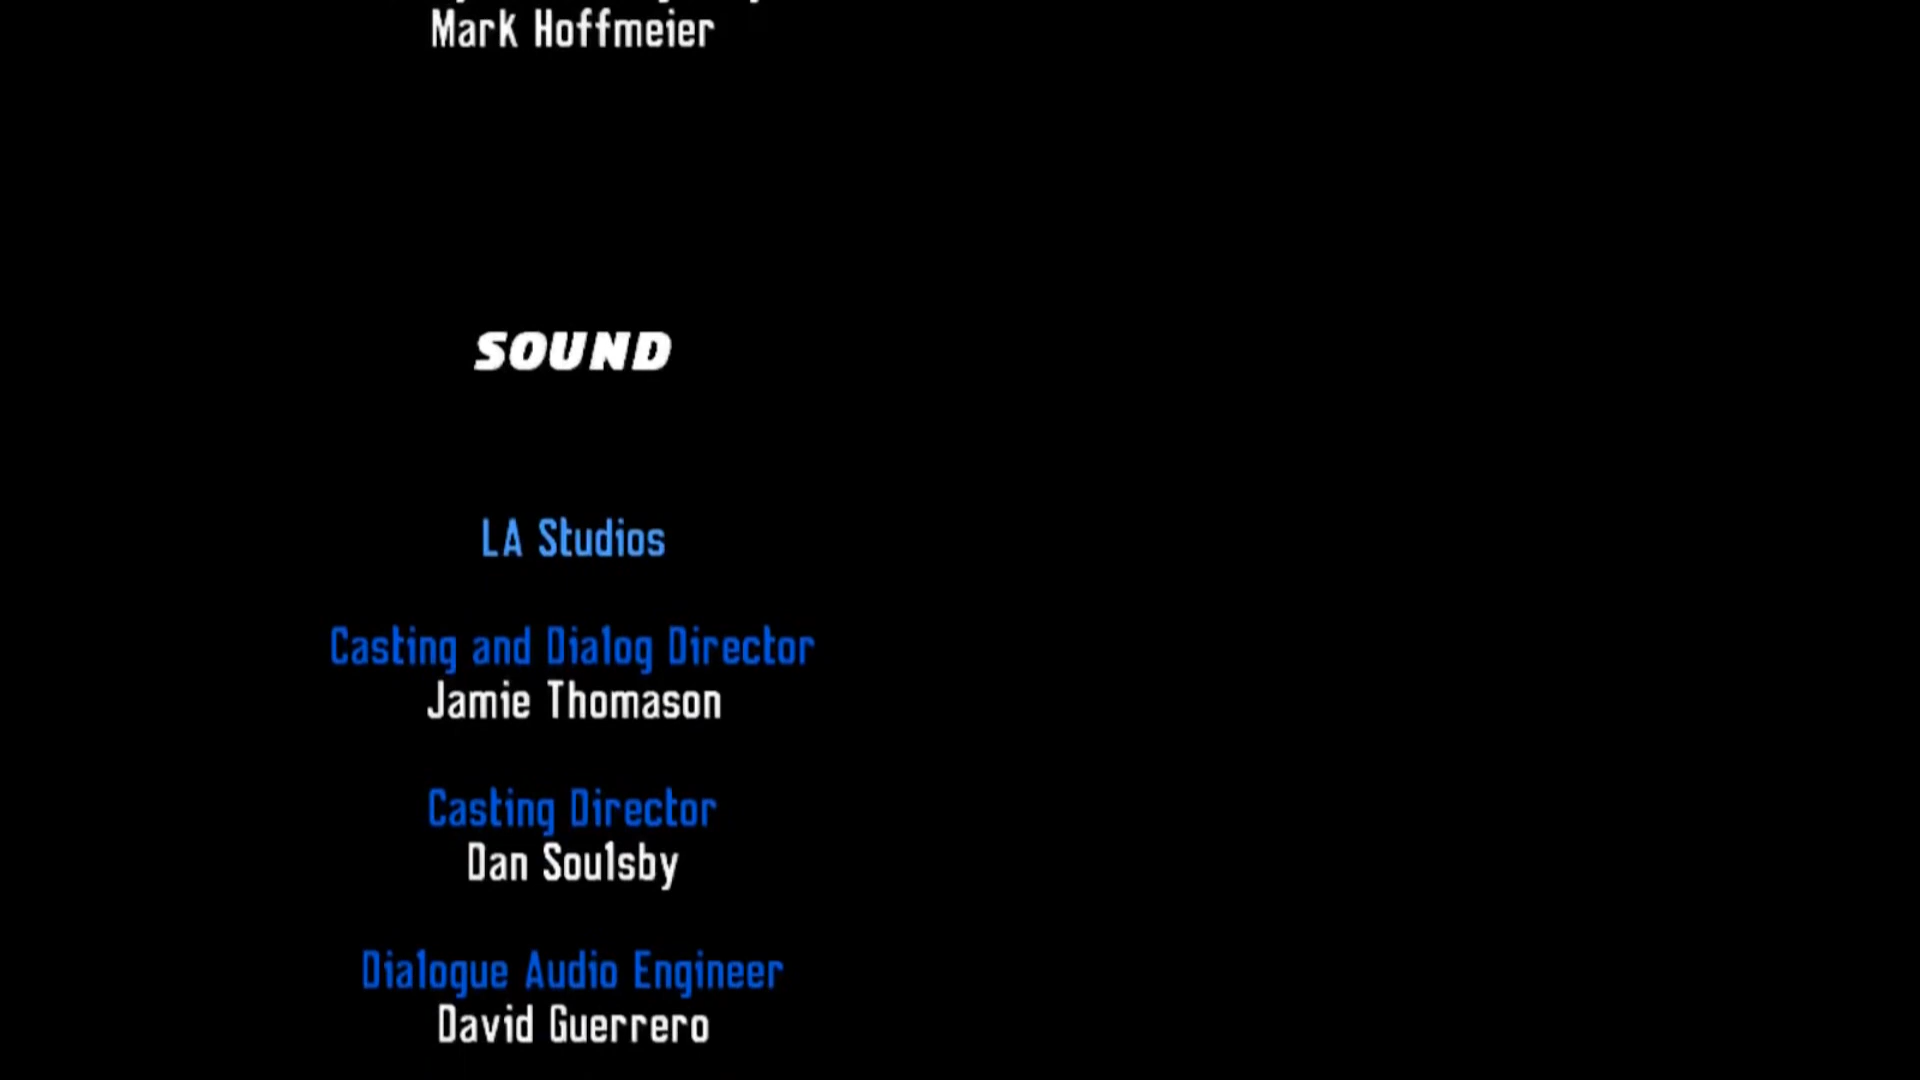 Mark Hoffmeier
SOUND
LA Studios
Casting and Dialog Director
Jamie Thomason
Casting Director
Dan Soulsby
Dialogue Audio Engineer
David Guerrero